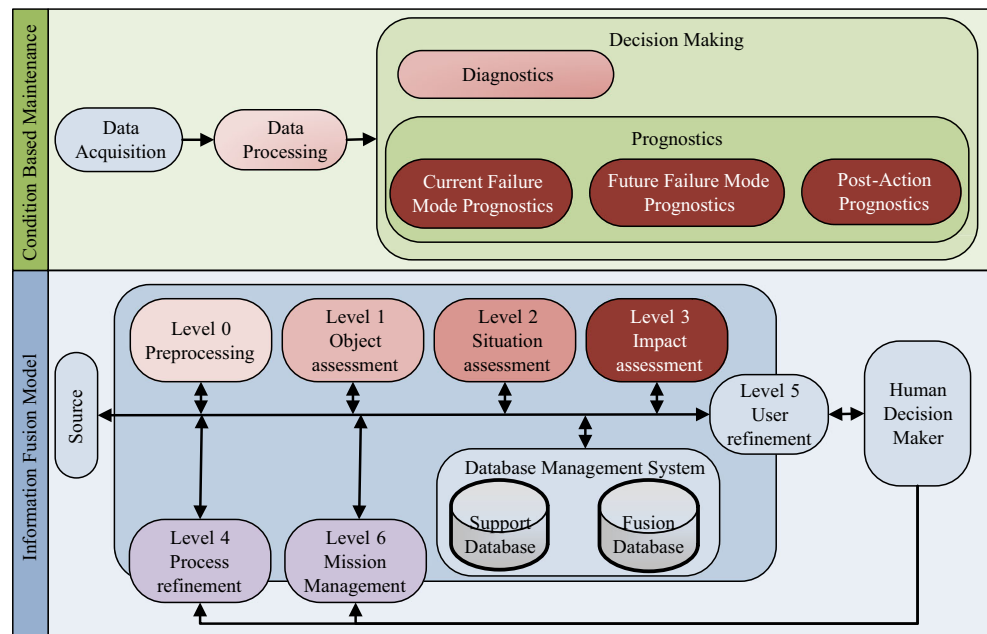 Condition Based Maintenance
Decision Making
Diagnostics
Data
Acquisition
Data
Processing
Prognostics
Current Failure
Mode Prognostics
Future Failure Mode
Prognostics
Post-Action
Prognostics
Information Fusion Model
Source
Level 0
Preprocessing
Level 1
Object
assessment
Level 2
Situation
assessment
Level 3
Impact
assessment
Level 5
User
refinement
Human
Decision
Maker
Database Management System
Support
Database
Fusion
Database
Level 4
Process
refinement
Level 6
Mission
Management